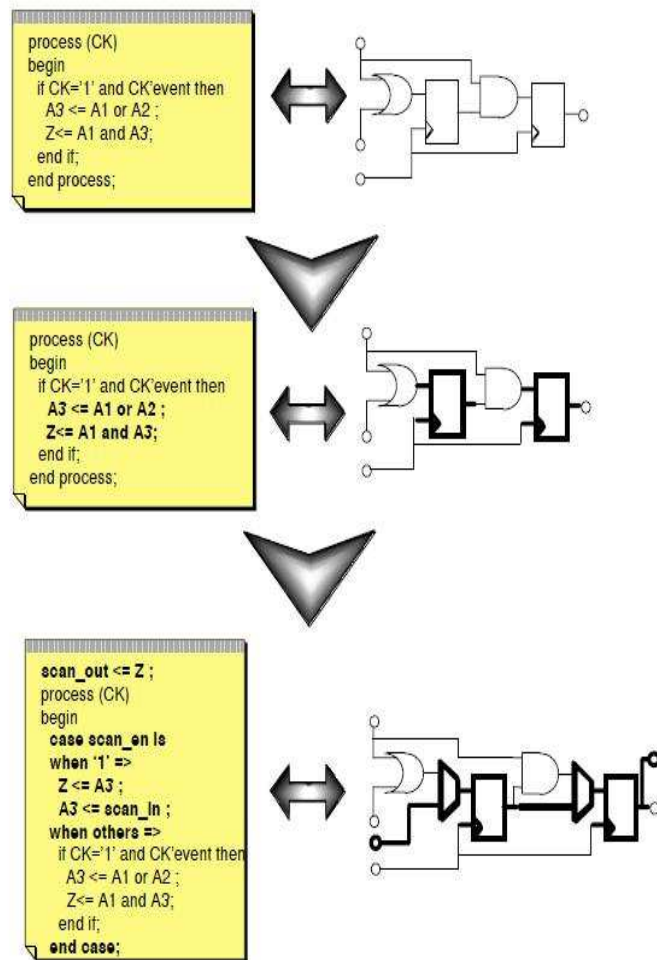 process (CK)
begin
if CK='1' and CK'event then
A3 <= A1 or A2 ;
Z<= A1 and A3;
end if;
end process;
process (CK)
begin
if CK='1' and CK'event then
A3 <= A1 or A2 ;
Z<= A1 and A3;
end if;
end process;
scan_out <= Z ;
process (CK)
begin
case scan_en is
when '1' =>
Z <= A3 ;
A3 <= scan_in ;
when others =>
if CK='1' and CK'event then
A3 <= A1 or A2 ;
Z<= A1 and A3;
end if;
end case;